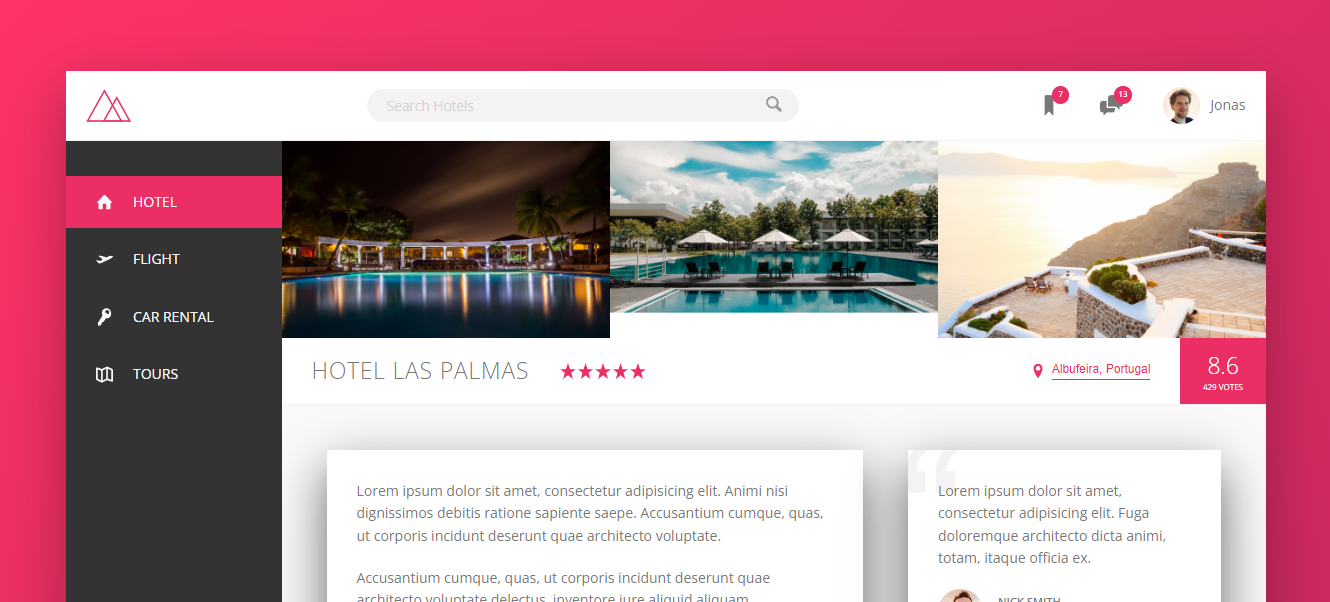 Search Hotels
7
13
Jonas
HOTEL
FLIGHT
CAR RENTAL
TOURS
HOTEL LAS PALMAS
Albufeira, Portugal
8.6
429 VOTES
Lorem ipsum dolor sit amet, consectetur adipisicing elit. Animi nisi
dignissimos debitis ratione sapiente saepe. Accusantium cumque, quas,
ut corporis incidunt deserunt quae architecto voluptate.
Accusantium cumque, quas, ut corporis incidunt deserunt quae
architecto voluptate delectus, inventore iure aliquid aliquam.
“
Lorem ipsum dolor sit amet,
consectetur adipisicing elit. Fuga
doloremque architecto dicta animi,
totam, itaque officia ex.
NICK SMITH